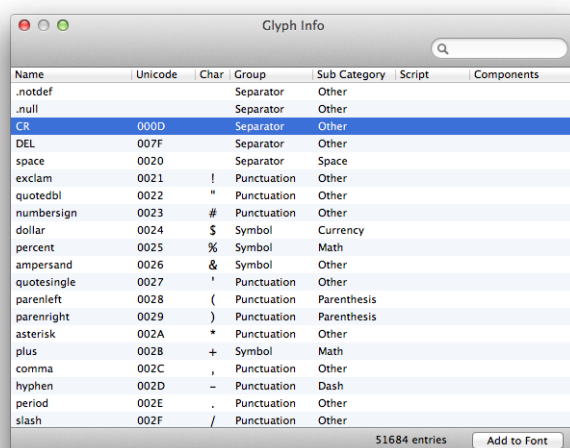 Glyph Info
Name Unicode Char Group Sub Category Script Components
.notdef Separator Other
.null Separator Other
CR 000D Separator Other
DEL 007F Separator Other
space 0020 Separator Space
exclam 0021 ! Punctuation Other
quotedbl 0022 " Punctuation Other
numbersign 0023 # Punctuation Other
dollar 0024 $ Symbol Currency
percent 0025 % Symbol Math
ampersand 0026 & Symbol Other
quotesingle 0027 ' Punctuation Other
parenleft 0028 ( Punctuation Parenthesis
parenright 0029 ) Punctuation Parenthesis
asterisk 002A * Punctuation Other
plus 002B + Symbol Math
comma 002C , Punctuation Other
hyphen 002D - Punctuation Dash
period 002E . Punctuation Other
slash 002F / Punctuation Other
51684 entries Add to Font